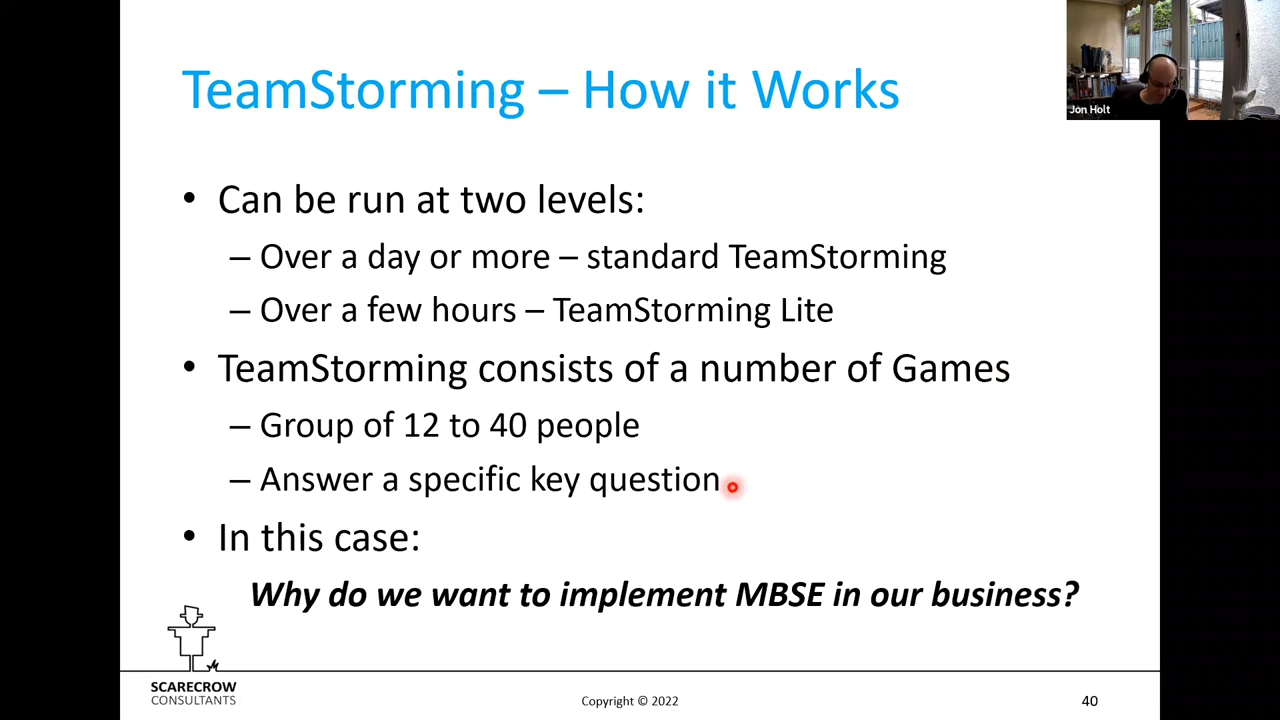 TeamStorming – How it Works
Jon Holt
• Can be run at two levels:
– Over a day or more – standard TeamStorming
– Over a few hours – TeamStorming Lite
• TeamStorming consists of a number of Games
– Group of 12 to 40 people
– Answer a specific key question
• In this case:
Why do we want to implement MBSE in our business?
SCARECROW
CONSULTANTS
Copyright © 2022
40